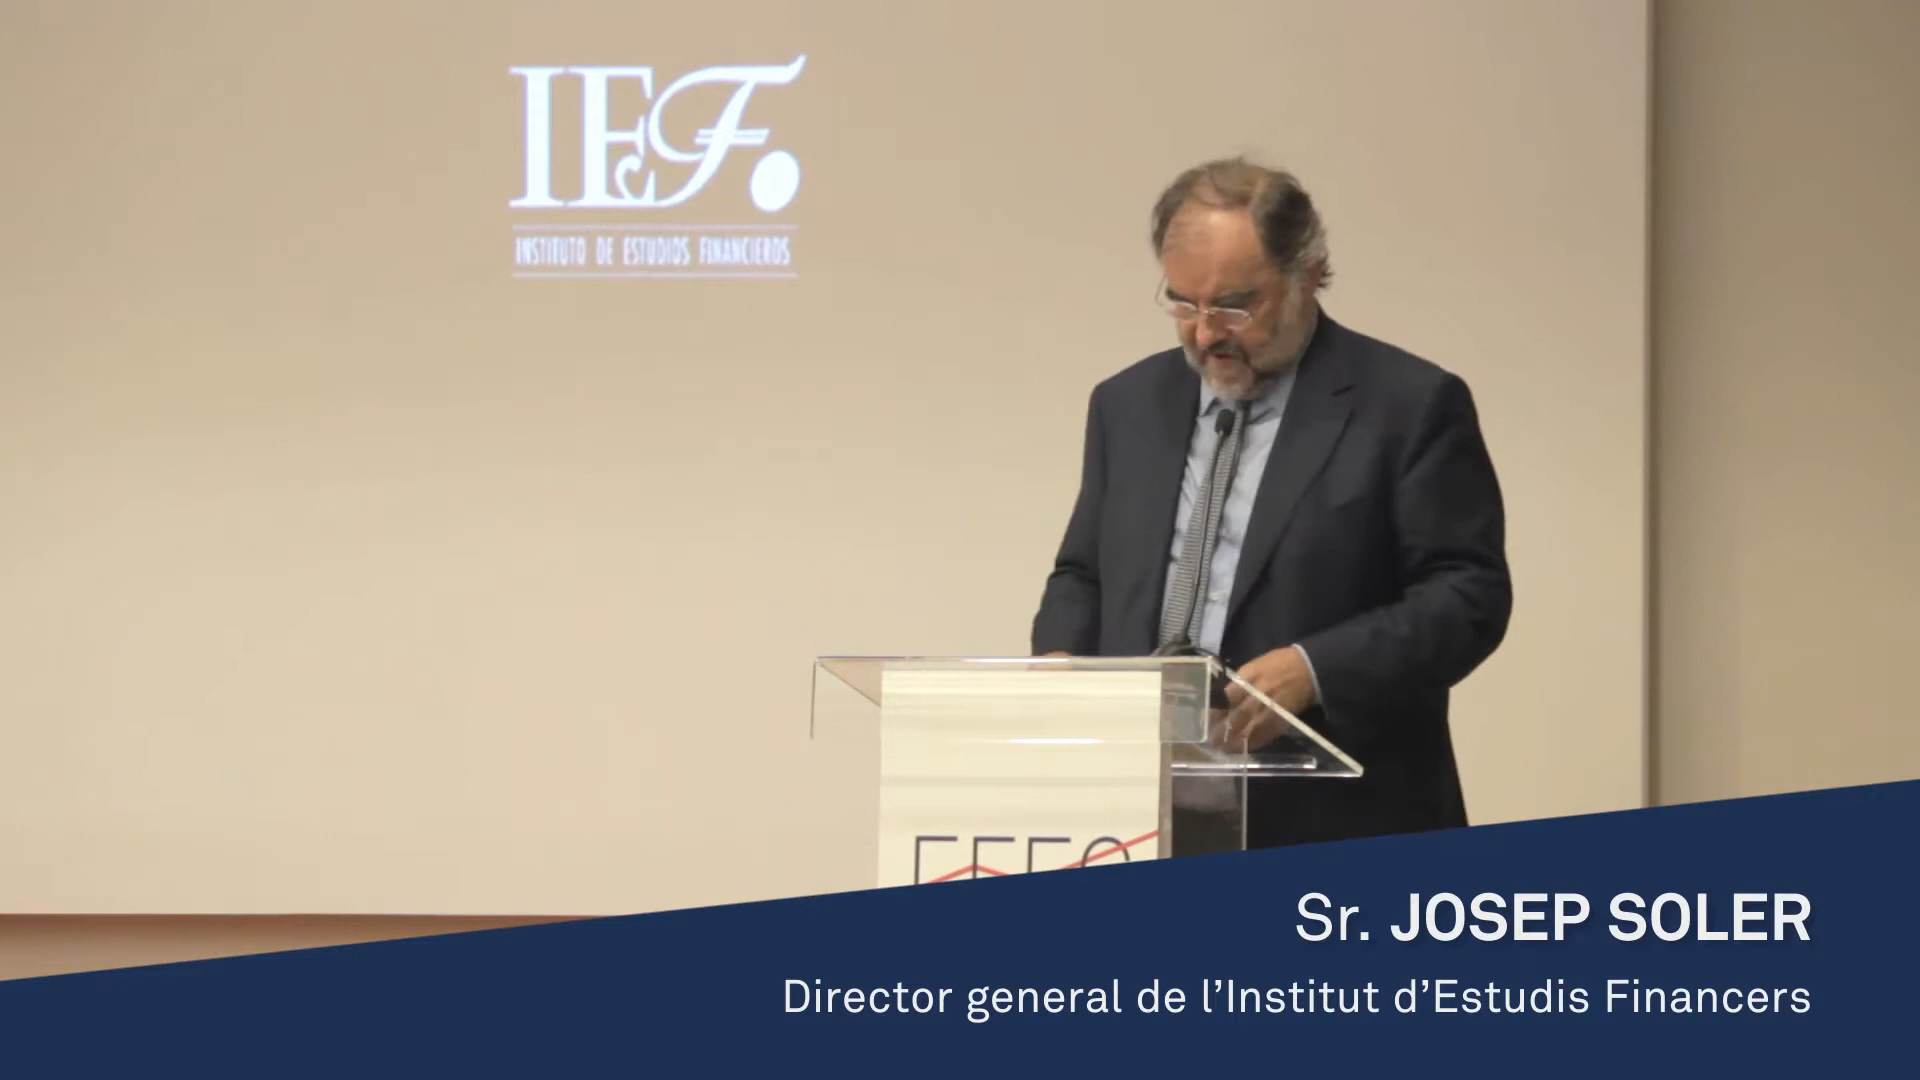 IEF.
INSTITUTO DE ESTUDIOS FINANCIEROS
Sr. JOSEP SOLER
Director general de l’Institut d’Estudis Financers